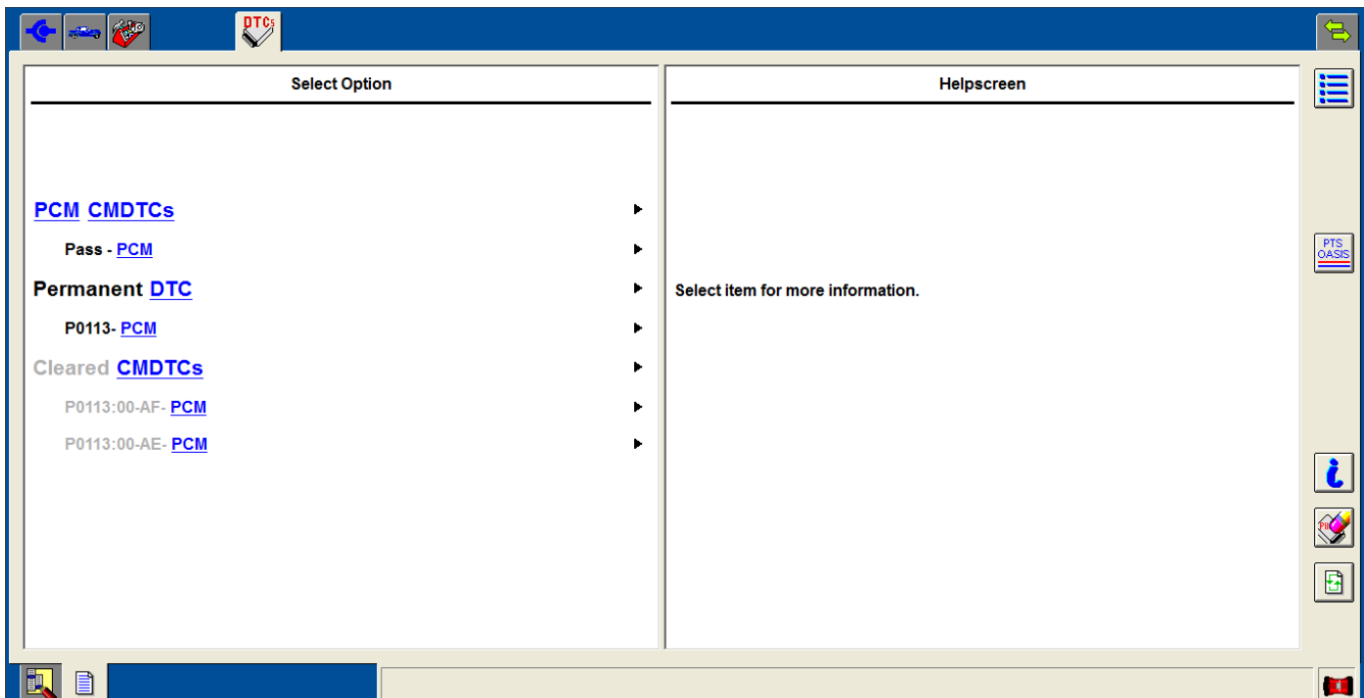 DTCs
Select Option
Helpscreen
PCM CMDTCs
Pass - PCM
PTS
OASIS
Permanent DTC
Select item for more information.
P0113- PCM
Cleared CMDTCs
P0113:00-AF- PCM
P0113:00-AE- PCM